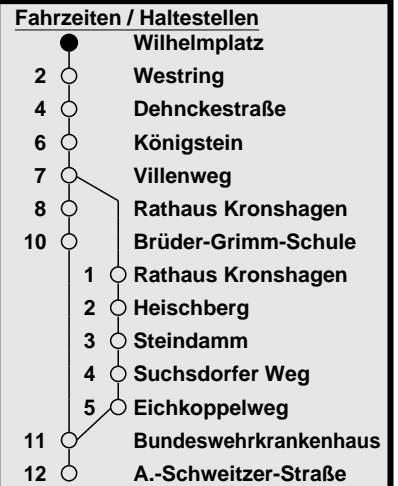 Fahrzeiten / Haltestellen
Wilhelmplatz
2 Westring
4 Dehnckestraße
6 Königstein
7 Villenweg
8 Rathaus Kronshagen
10 Brüder-Grimm-Schule
1 Rathaus Kronshagen
2 Heischberg
3 Steindamm
4 Suchsdorfer Weg
5 Eichkoppelweg
11 Bundeswehrkrankenhaus
12 A.-Schweitzer-Straße